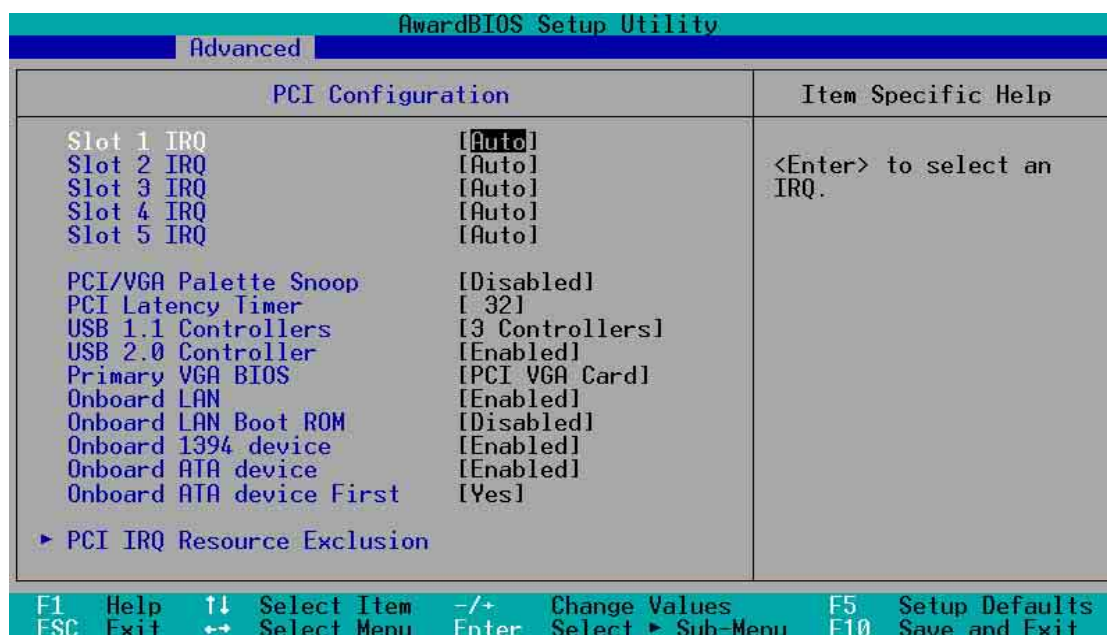 AwardBIOS Setup Utility
Advanced
PCI Configuration
Item Specific Help
Slot 1 IRQ [Auto]
Slot 2 IRQ [Auto]
Slot 3 IRQ [Auto]
Slot 4 IRQ [Auto]
Slot 5 IRQ [Auto]
PCI/VGA Palette Snoop [Disabled]
PCI Latency Timer [ 32]
USB 1.1 Controllers [3 Controllers]
USB 2.0 Controller [Enabled]
Primary VGA BIOS [PCI VGA Card]
Onboard LAN [Enabled]
Onboard LAN Boot ROM [Disabled]
Onboard 1394 device [Enabled]
Onboard ATA device [Enabled]
Onboard ATA device First [Yes]
► PCI IRQ Resource Exclusion
<Enter> to select an
IRQ.
F1 Help ↑↓ Select Item -/+ Change Values F5 Setup Defaults
ESC Exit ↔ Select Menu Enter Select ► Sub-Menu F10 Save and Exit